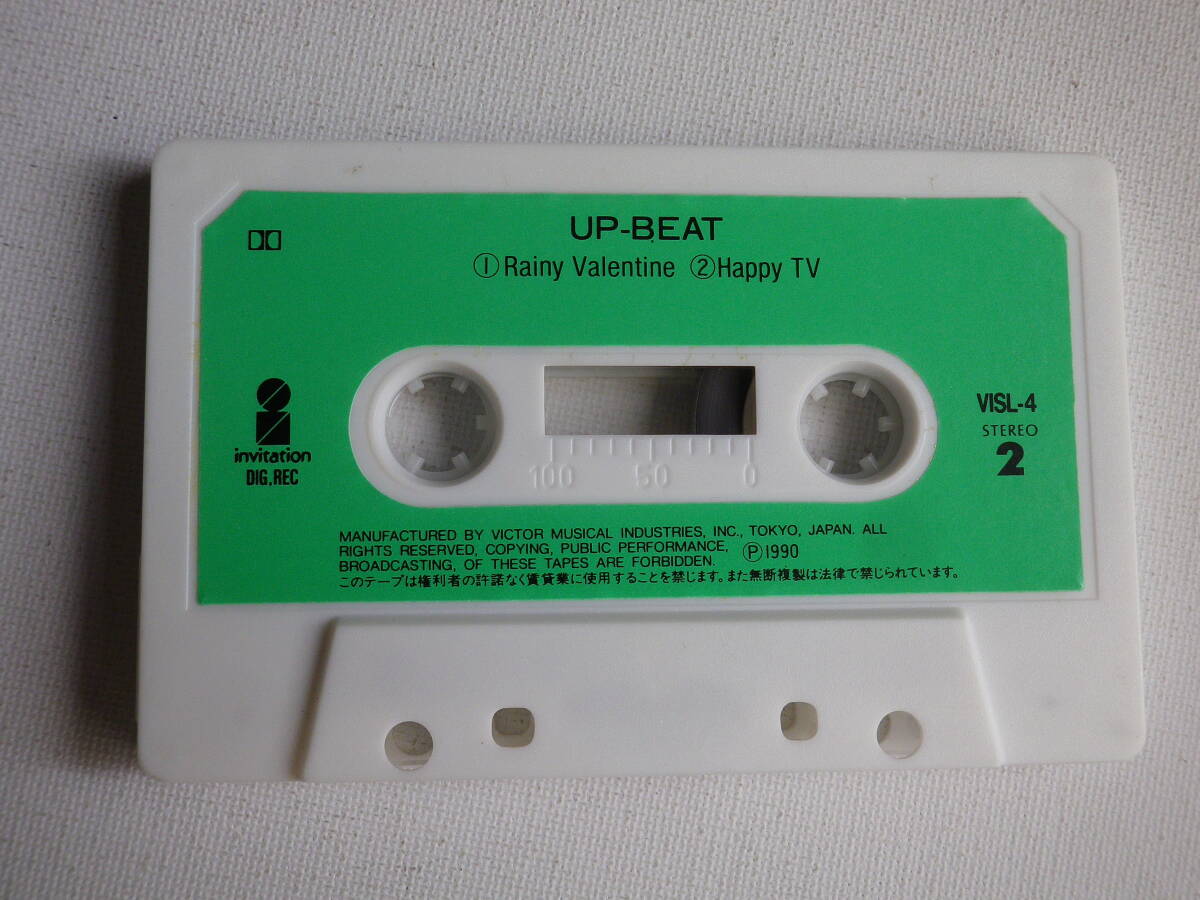 UP-BEAT
①Rainy Valentine ②Happy TV
invitation
DIG,REC
VISL-4
STEREO
2
100 50 0
MANUFACTURED BY VICTOR MUSICAL INDUSTRIES, INC., TOKYO, JAPAN. ALL
RIGHTS RESERVED, COPYING, PUBLIC PERFORMANCE,
BROADCASTING, OF THESE TAPES ARE FORBIDDEN.
Ⓟ1990
このテープは権利者の許諾なく賃貸業に使用することを禁じます。また無断複製は法律で禁じられています。